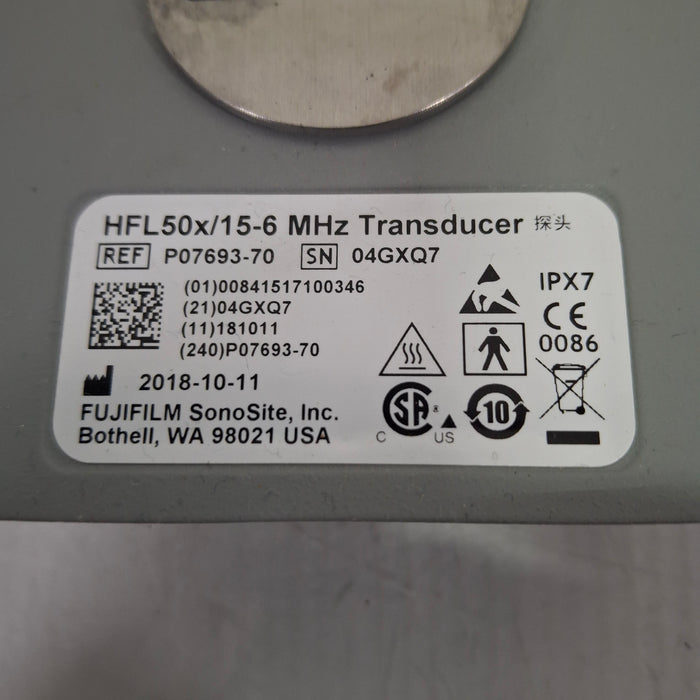 HFL50x/15-6 MHz Transducer 探头
REF P07693-70 SN 04GXQ7
(01)00841517100346
(21)04GXQ7
(11)181011
(240)P07693-70
IPX7
CE
0086
2018-10-11
FUJIFILM SonoSite, Inc.
Bothell, WA 98021 USA
C SA ® US
10